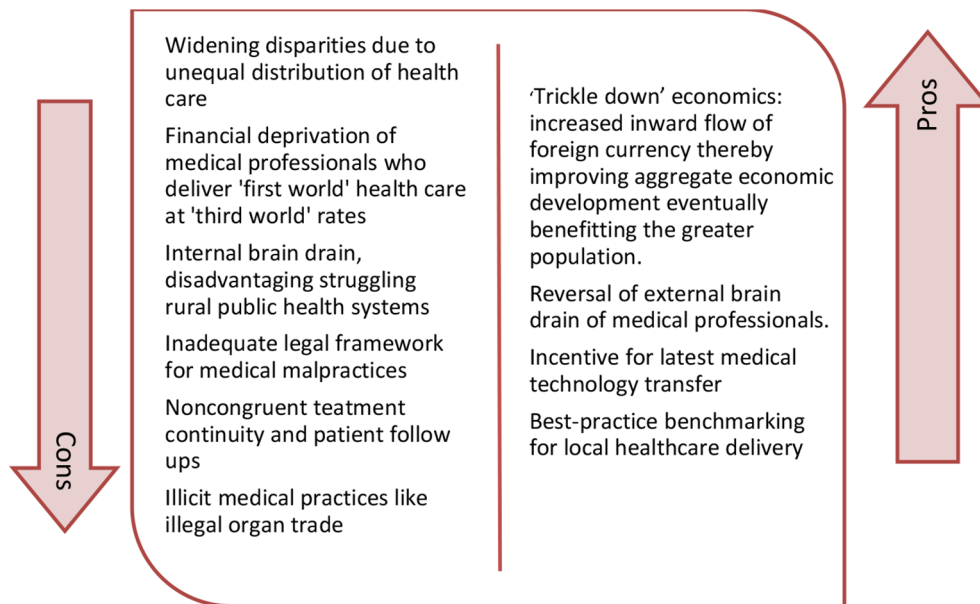 Widening disparities due to
unequal distribution of health
care
Financial deprivation of
medical professionals who
deliver 'first world' health care
at 'third world' rates
Internal brain drain,
disadvantaging struggling
rural public health systems
Inadequate legal framework
for medical malpractices
Noncongruent teatment
continuity and patient follow
ups
Illicit medical practices like
illegal organ trade
Cons
‘Trickle down’ economics:
increased inward flow of
foreign currency thereby
improving aggregate economic
development eventually
benefitting the greater
population.
Reversal of external brain
drain of medical professionals.
Incentive for latest medical
technology transfer
Best-practice benchmarking
for local healthcare delivery
Pros